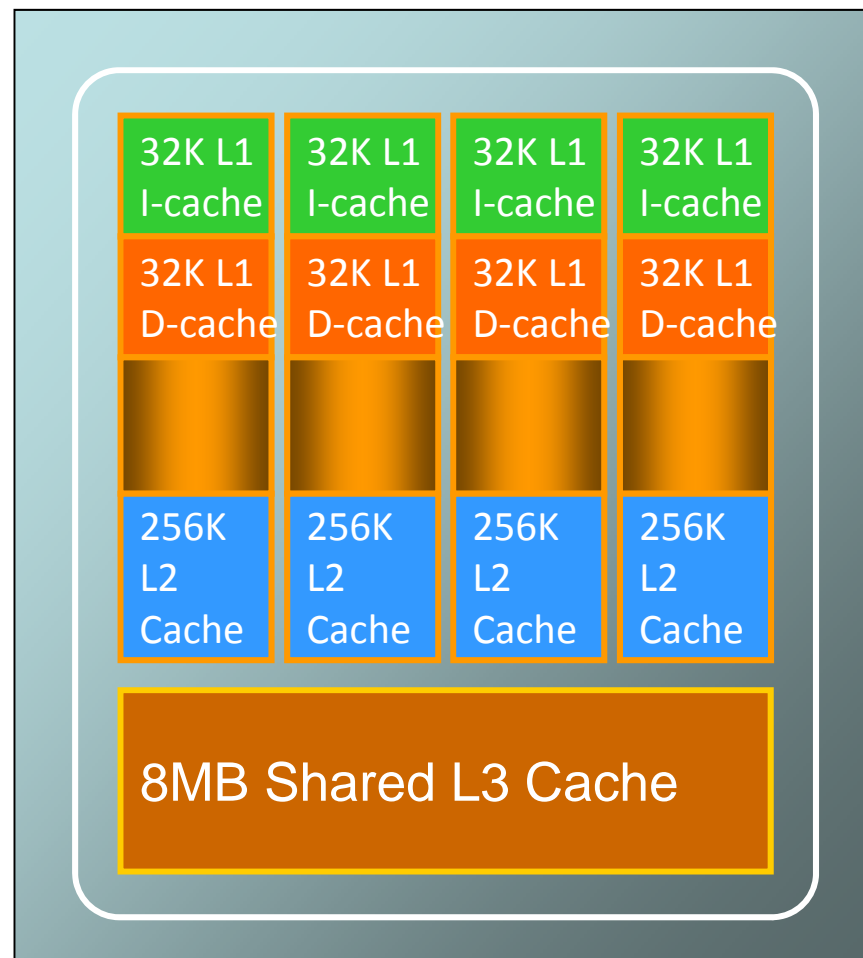 32K L1
I-cache
32K L1
I-cache
32K L1
I-cache
32K L1
I-cache
32K L1
D-cache
32K L1
D-cache
32K L1
D-cache
32K L1
D-cache
256K
L2
Cache
256K
L2
Cache
256K
L2
Cache
256K
L2
Cache
8MB Shared L3 Cache